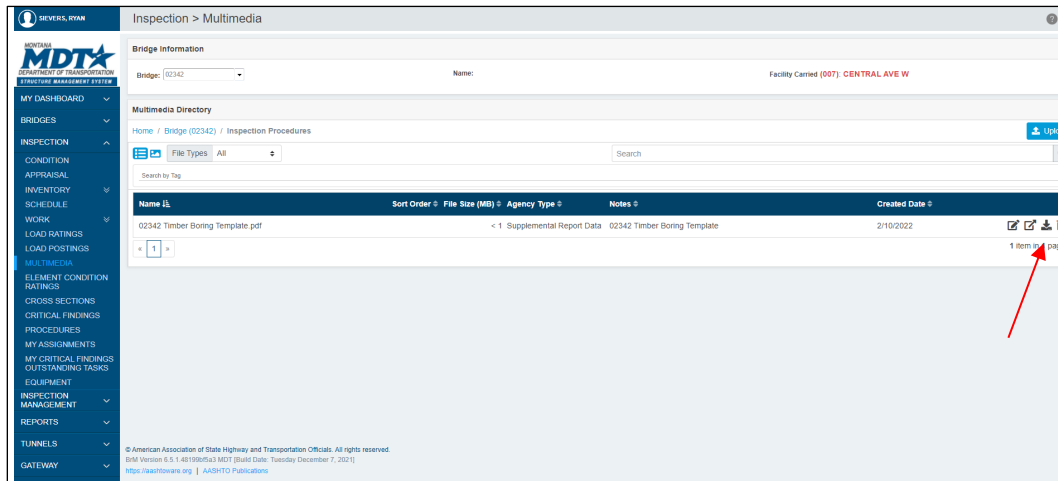 SIEVERS, RYAN
Inspection > Multimedia
?
MONTANA
MDT
DEPARTMENT OF TRANSPORTATION
STRUCTURE MANAGEMENT SYSTEM
MY DASHBOARD
BRIDGES
INSPECTION
CONDITION
APPRAISAL
INVENTORY
SCHEDULE
WORK
LOAD RATINGS
LOAD POSTINGS
MULTIMEDIA
ELEMENT CONDITION
RATINGS
CROSS SECTIONS
CRITICAL FINDINGS
PROCEDURES
MY ASSIGNMENTS
MY CRITICAL FINDINGS
OUTSTANDING TASKS
EQUIPMENT
INSPECTION
MANAGEMENT
REPORTS
TUNNELS
GATEWAY
Bridge Information
Bridge: 02342 Name: Facility Carried (007): CENTRAL AVE W
Multimedia Directory
Home / Bridge (02342) / Inspection Procedures
Uplo
File Types All Search
Search by Tag
Name Sort Order File Size (MB) Agency Type Notes Created Date
02342 Timber Boring Template.pdf < 1 Supplemental Report Data 02342 Timber Boring Template 2/10/2022
« 1 » 1 item in 1 pag
© American Association of State Highway and Transportation Officials. All rights reserved.
BrM Version 6.5.1.48199bf5a3 MDT [Build Date: Tuesday December 7, 2021]
https://aashtoware.org | AASHTO Publications